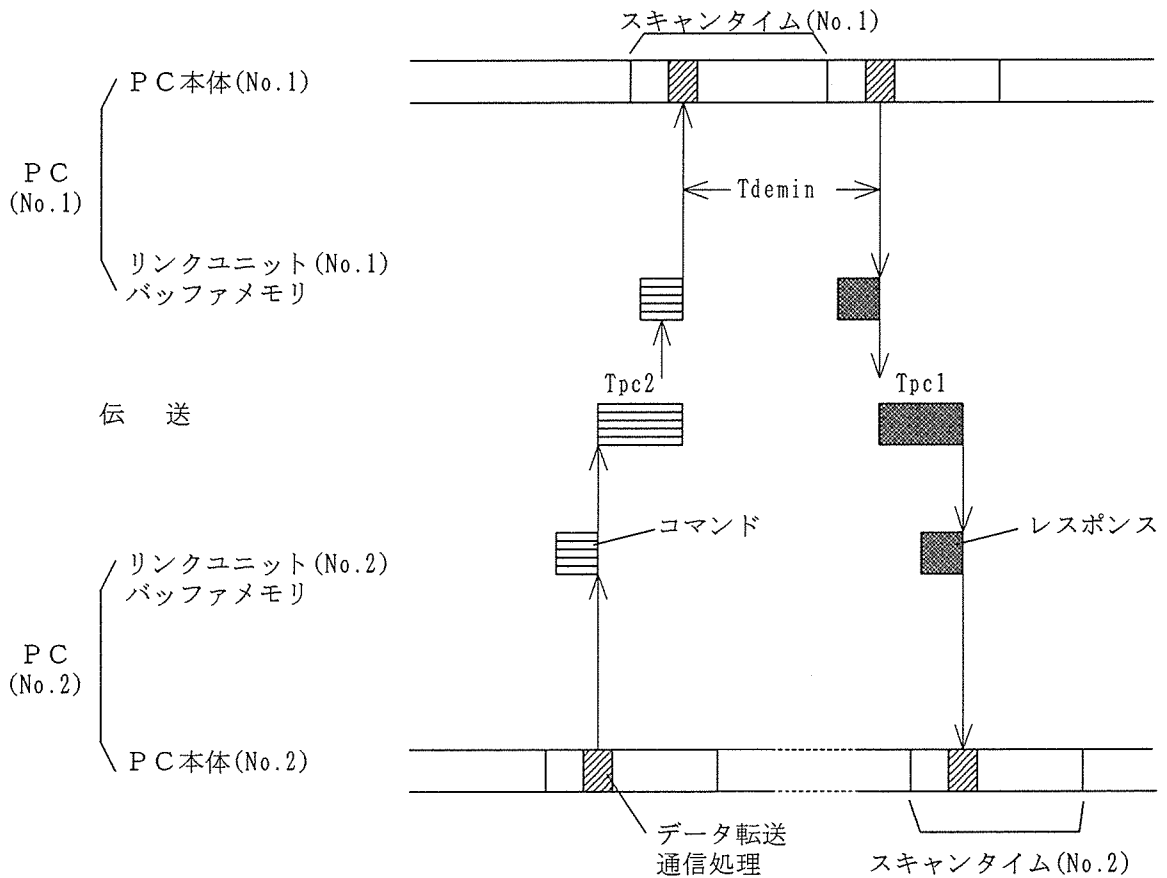 スキャンタイム(No.1)
ＰＣ本体(No.1)
ＰＣ
(No.1)
Tdemin
リンクユニット(No.1)
バッファメモリ
Tpc2
Tpc1
伝　送
コマンド
レスポンス
リンクユニット(No.2)
バッファメモリ
ＰＣ
(No.2)
ＰＣ本体(No.2)
データ転送
通信処理
スキャンタイム(No.2)